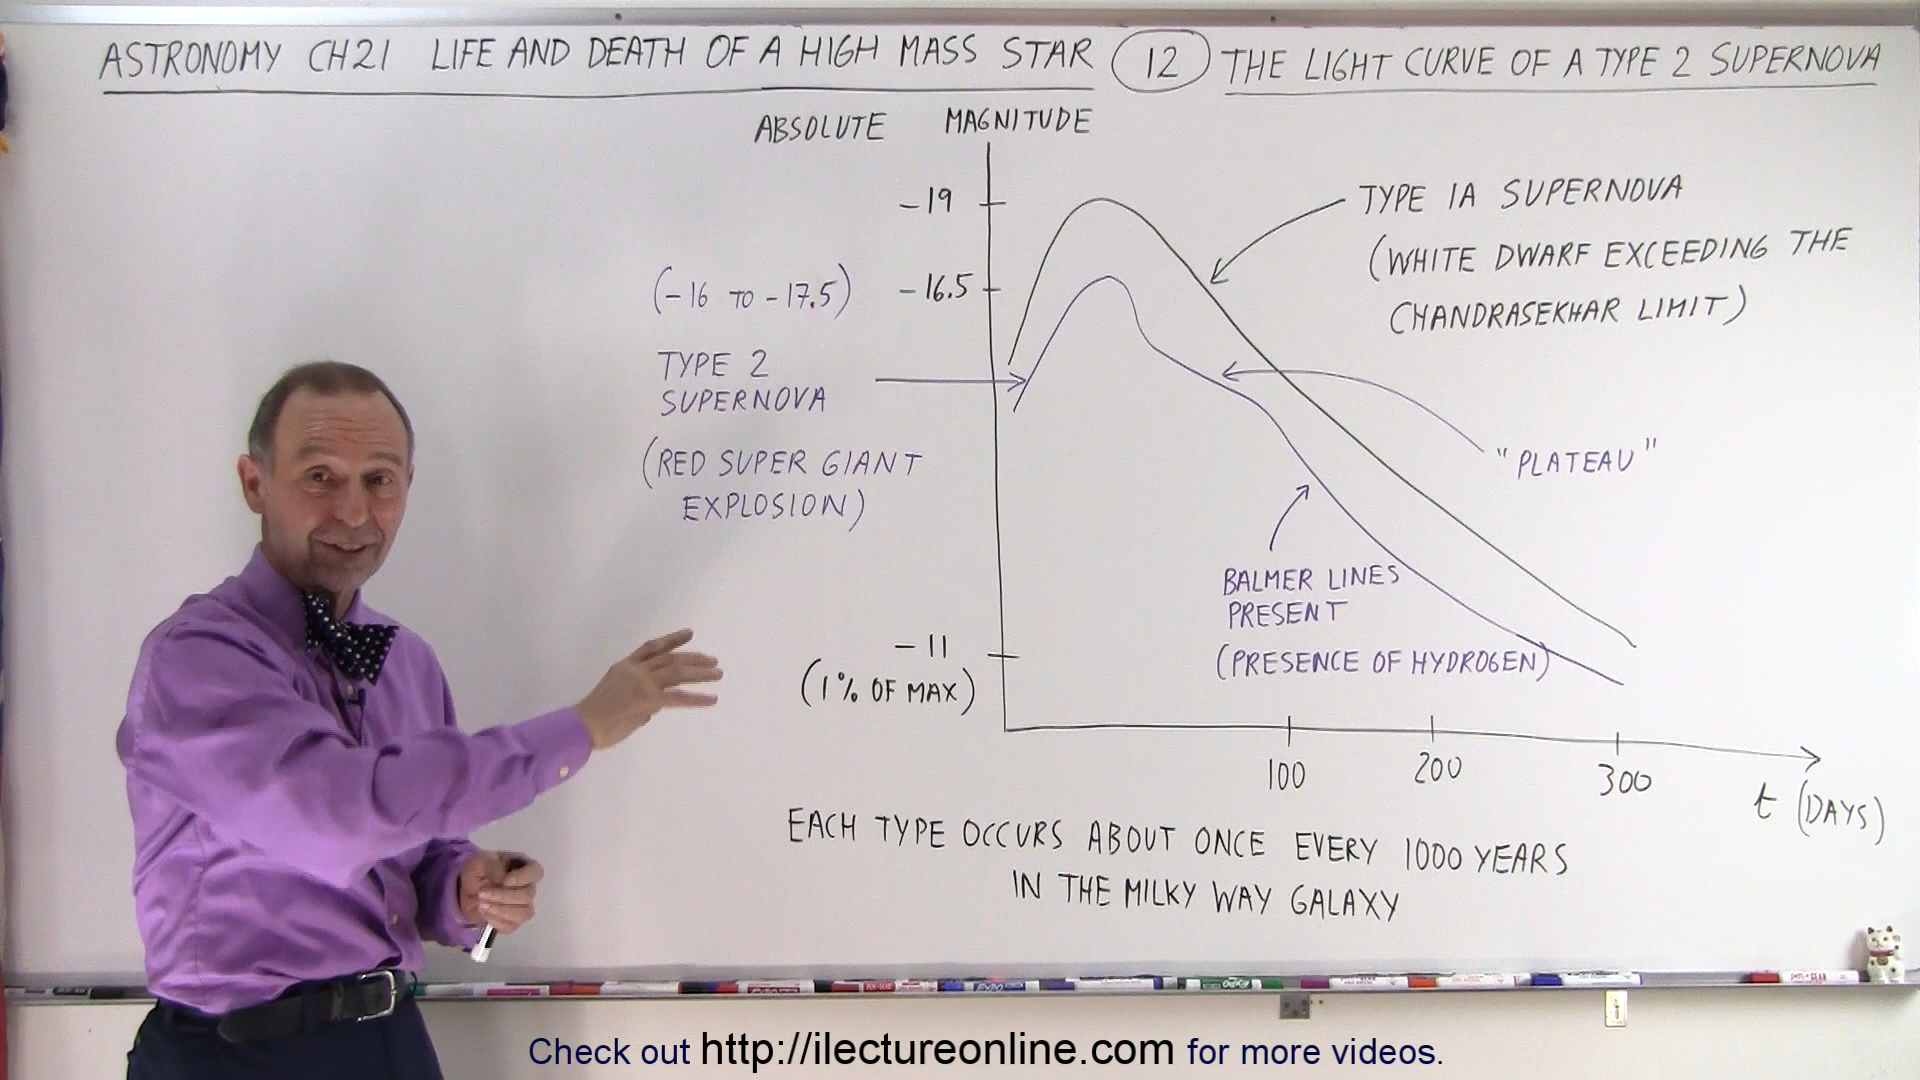 ASTRONOMY CH21 LIFE AND DEATH OF A HIGH MASS STAR 12 THE LIGHT CURVE OF A TYPE 2 SUPERNOVA
ABSOLUTE MAGNITUDE
-19
TYPE 1A SUPERNOVA
(WHITE DWARF EXCEEDING THE
CHANDRASEKHAR LIMIT)
(-16 TO -17.5)
-16.5
TYPE 2
SUPERNOVA
(RED SUPER GIANT
EXPLOSION)
"PLATEAU"
BALMER LINES
PRESENT
(PRESENCE OF HYDROGEN)
-11
(1% OF MAX)
100 200 300
t (DAYS)
EACH TYPE OCCURS ABOUT ONCE EVERY 1000 YEARS
IN THE MILKY WAY GALAXY
Check out http://ilectureonline.com for more videos.